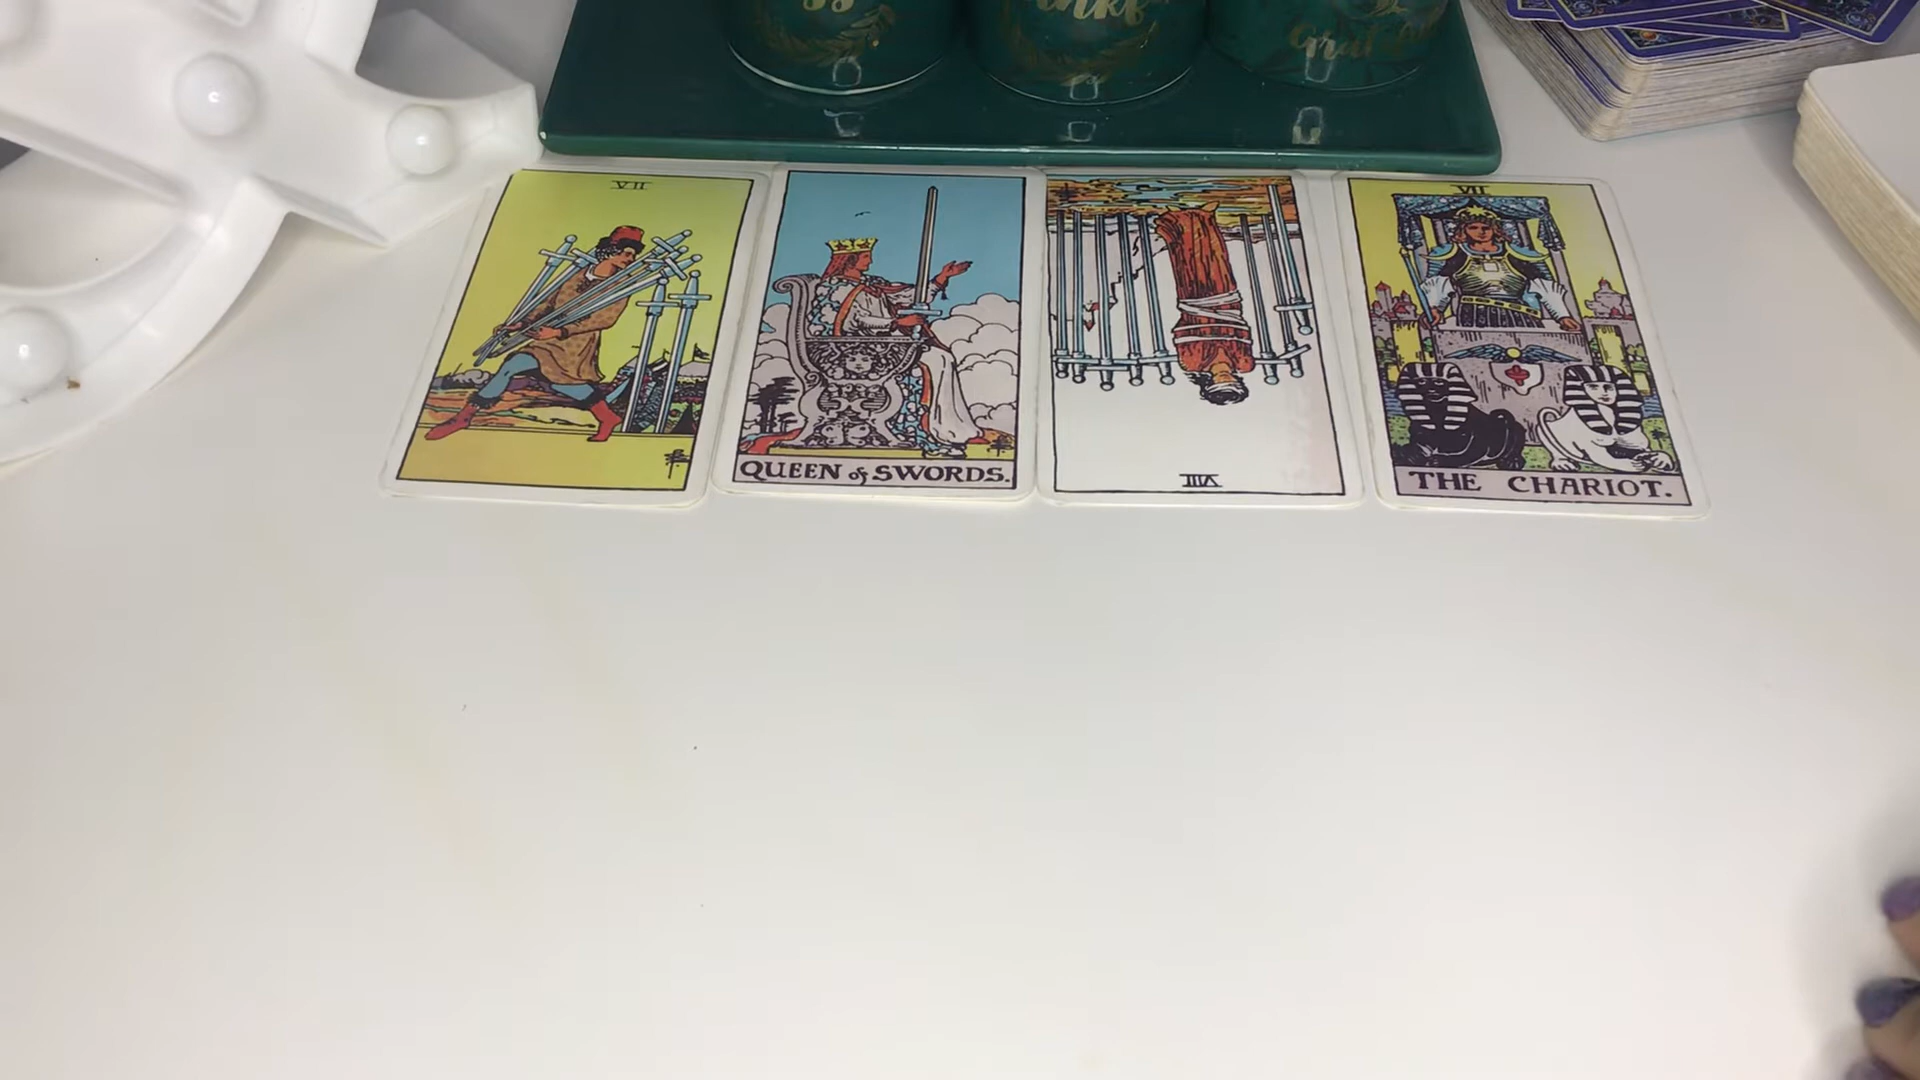 VII
QUEEN of SWORDS.
VIII
VII
THE CHARIOT.